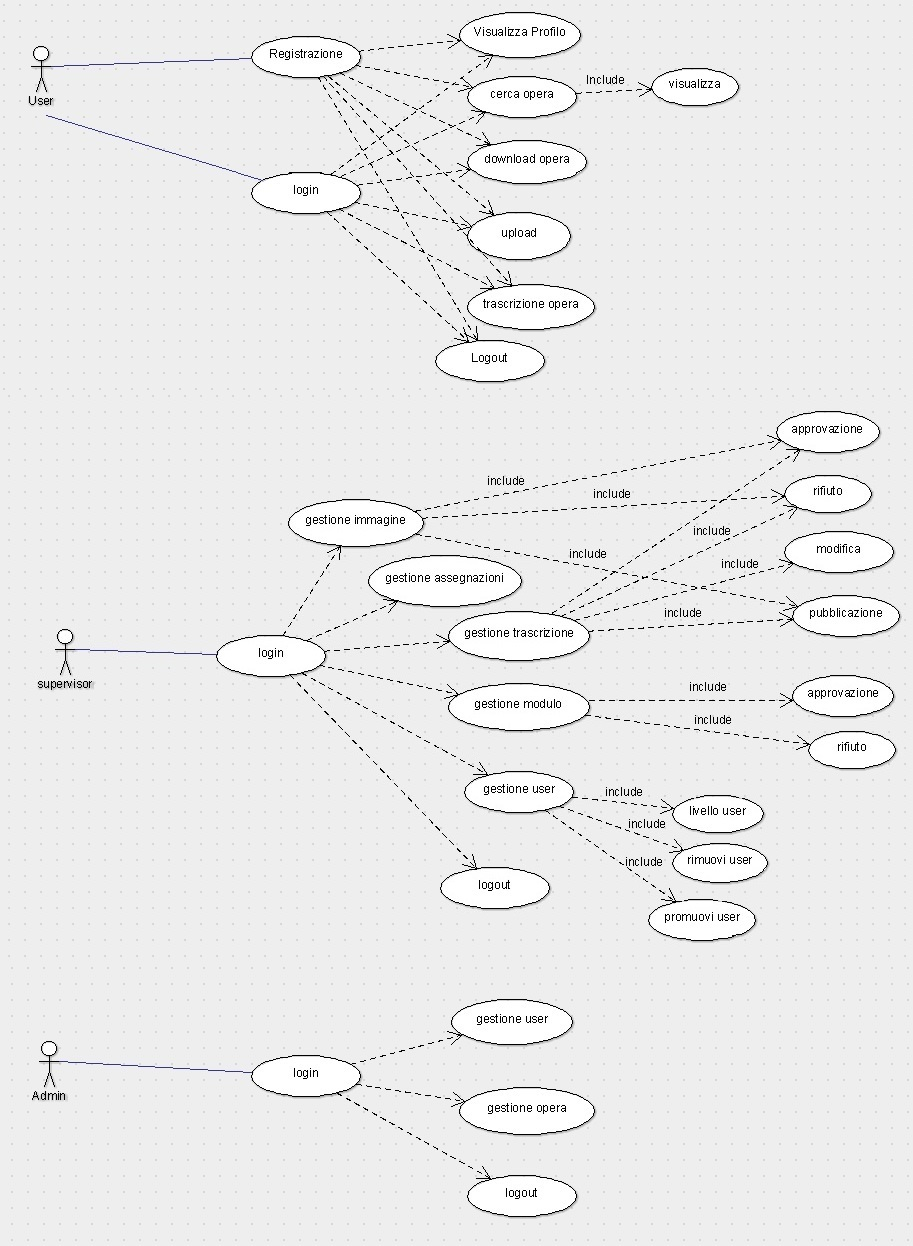 User
Registrazione
login
Visualizza Profilo
cerca opera
Include
visualizza
download opera
upload
trascrizione opera
Logout
supervisor
login
gestione immagine
gestione assegnazioni
gestione trascrizione
gestione modulo
gestione user
logout
include
include
include
include
include
include
approvazione
rifiuto
modifica
pubblicazione
include
include
approvazione
rifiuto
include
include
include
livello user
rimuovi user
promuovi user
Admin
login
gestione user
gestione opera
logout